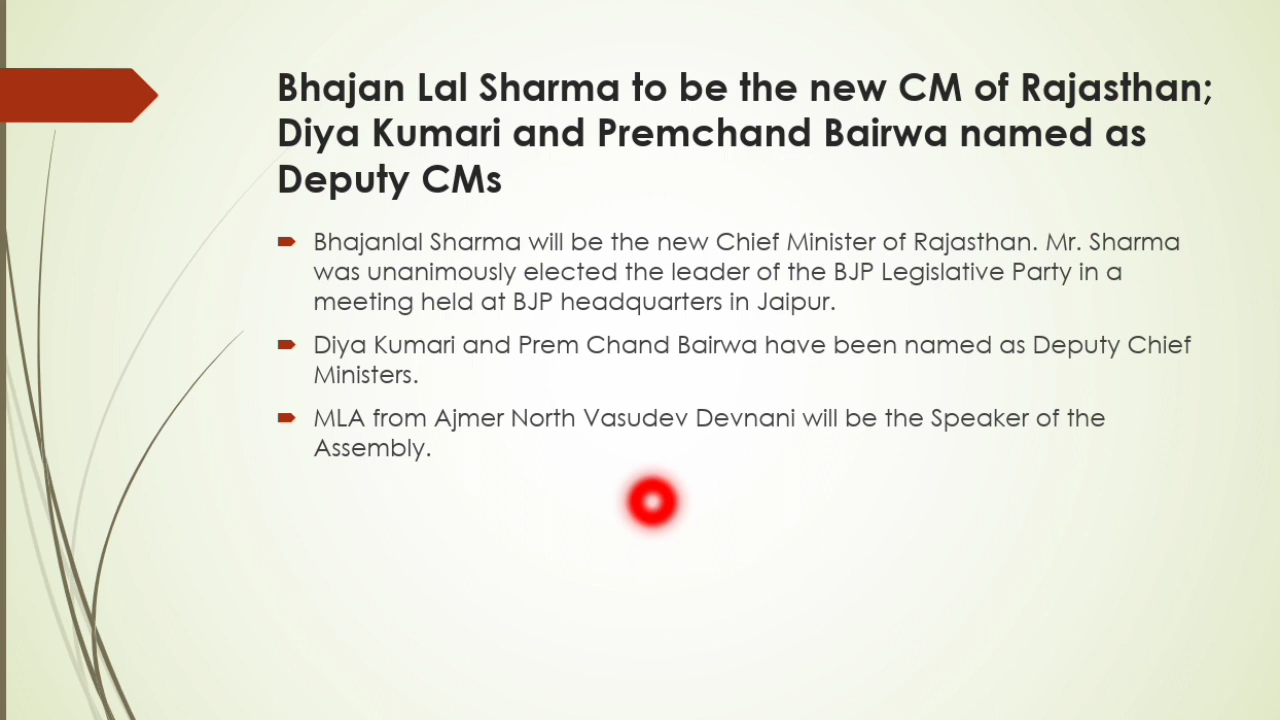 Bhajan Lal Sharma to be the new CM of Rajasthan;
Diya Kumari and Premchand Bairwa named as
Deputy CMs
Bhajanlal Sharma will be the new Chief Minister of Rajasthan. Mr. Sharma
was unanimously elected the leader of the BJP Legislative Party in a
meeting held at BJP headquarters in Jaipur.
Diya Kumari and Prem Chand Bairwa have been named as Deputy Chief
Ministers.
MLA from Ajmer North Vasudev Devnani will be the Speaker of the
Assembly.